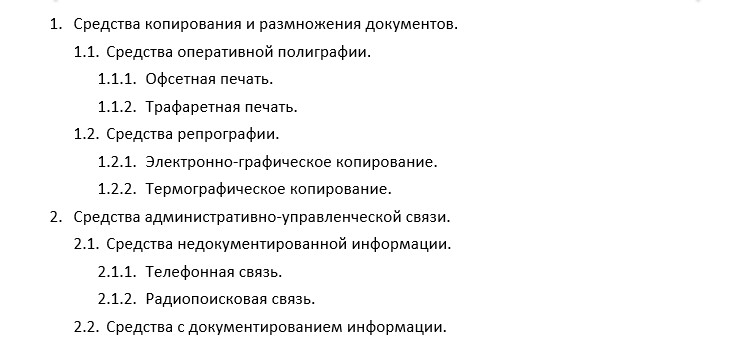 1. Средства копирования и размножения документов.
1.1. Средства оперативной полиграфии.
1.1.1. Офсетная печать.
1.1.2. Трафаретная печать.
1.2. Средства репрографии.
1.2.1. Электронно-графическое копирование.
1.2.2. Термографическое копирование.
2. Средства административно-управленческой связи.
2.1. Средства недокументированной информации.
2.1.1. Телефонная связь.
2.1.2. Радиопоисковая связь.
2.2. Средства с документированием информации.